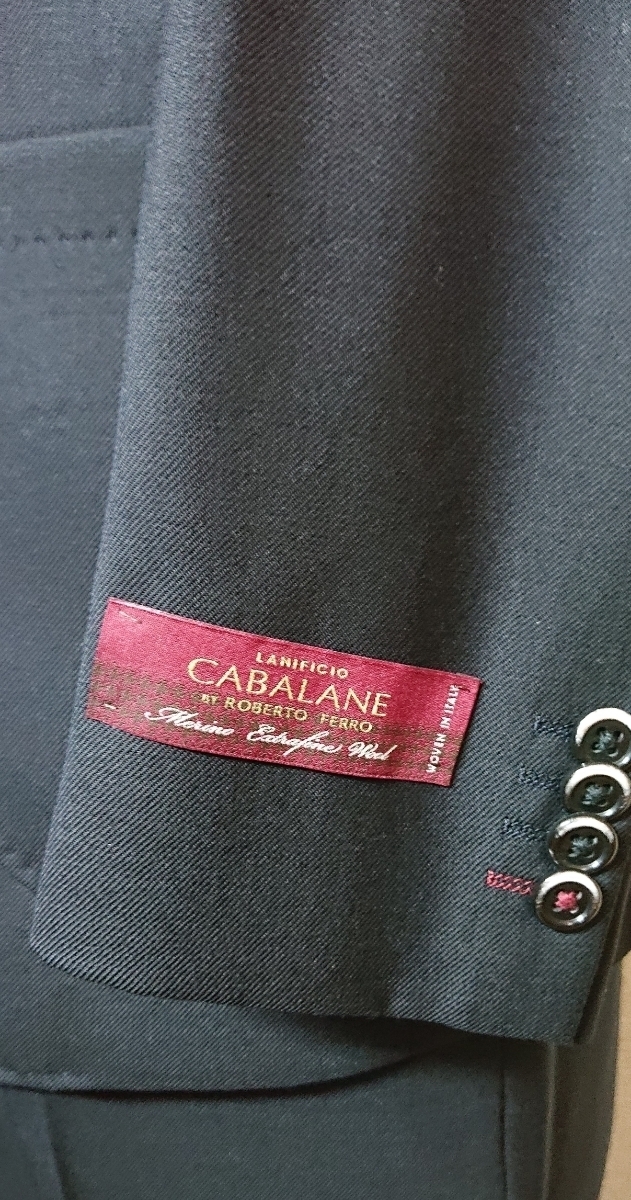 LANIFICIO
CABALANE
BY ROBERTO FERRO
Merino Extrafine Wool
WOVEN IN ITALY